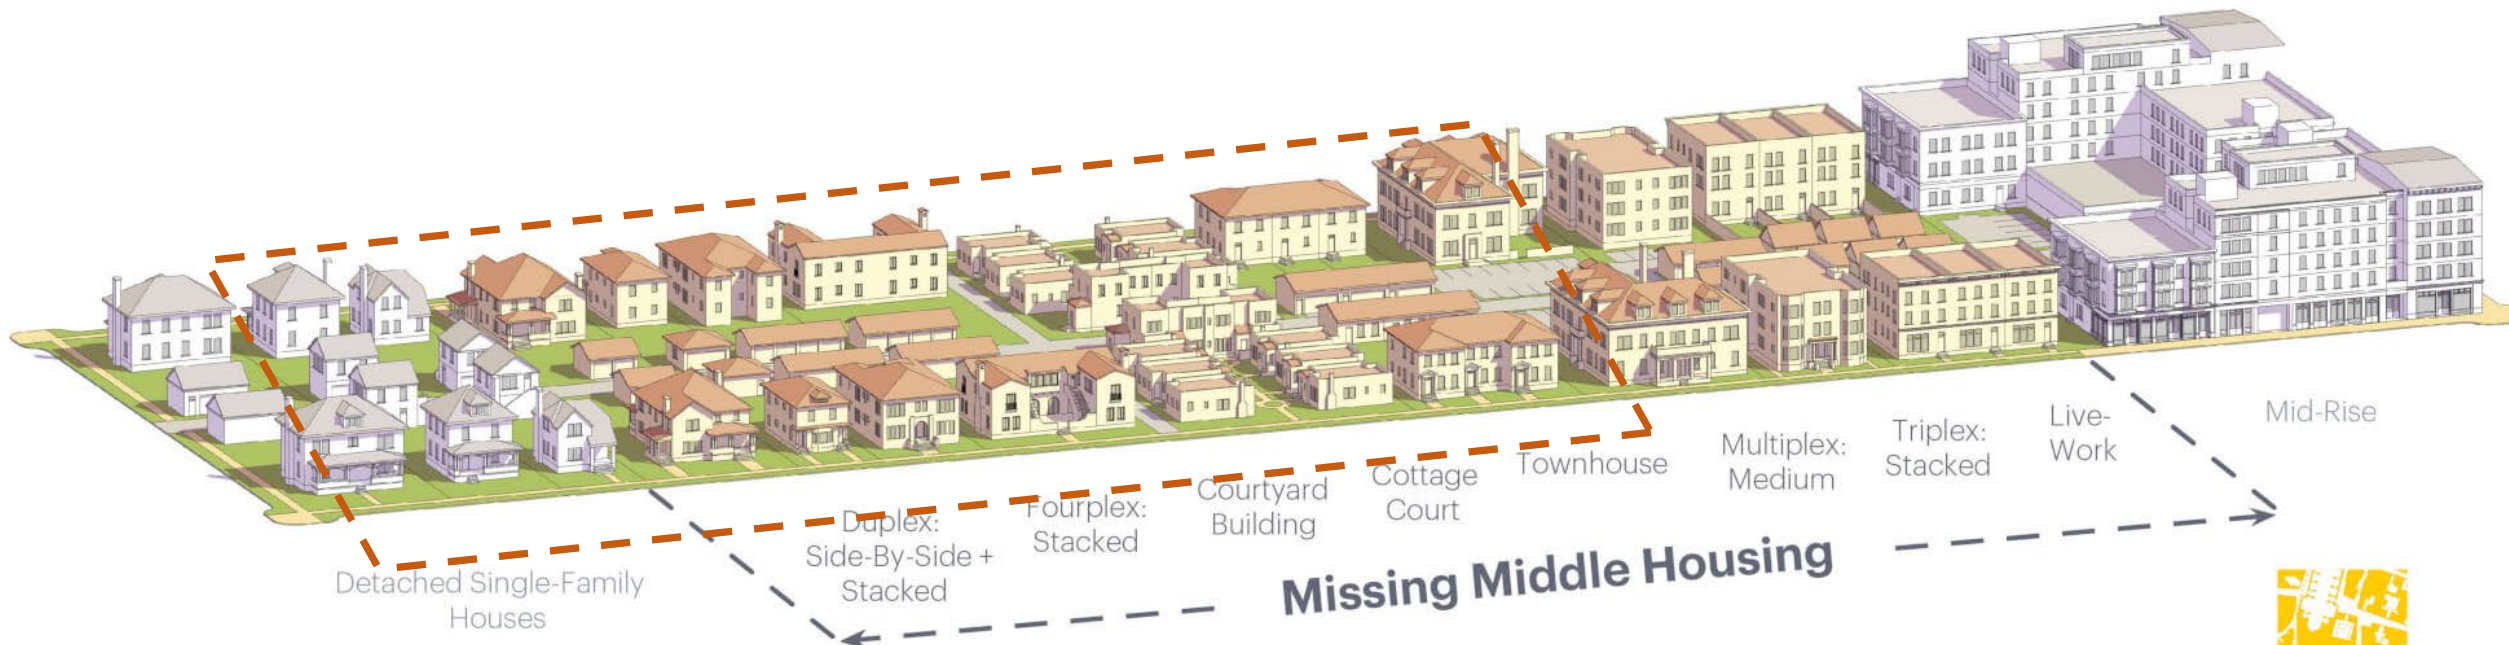 Detached Single-Family
Houses
Duplex:
Side-By-Side +
Stacked
Fourplex:
Stacked
Courtyard
Building
Cottage
Court
Townhouse
Multiplex:
Medium
Triplex:
Stacked
Live-
Work
Mid-Rise
Missing Middle Housing